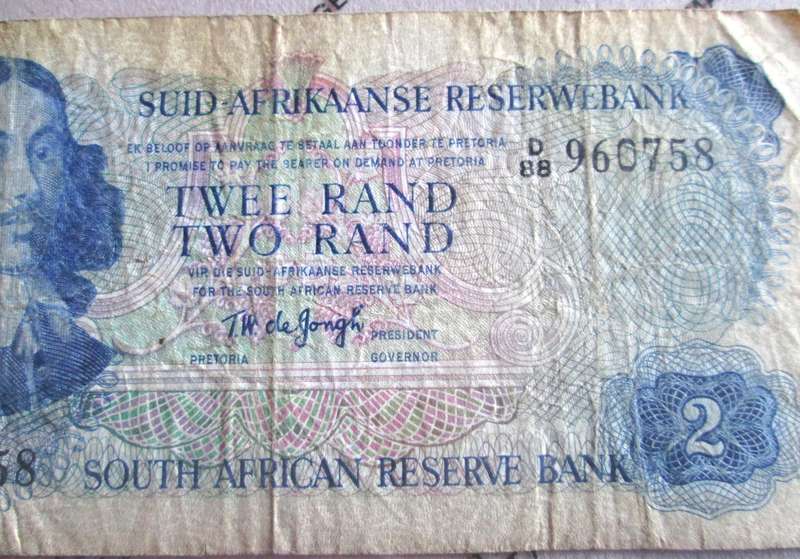 SUID-AFRIKAANSE RESERWEBANK
EK BELOOF OP AANVRAAG TE BETAAL AAN TOONDER TE PRETORIA
I PROMISE TO PAY THE BEARER ON DEMAND AT PRETORIA
D/88 960758
TWEE RAND
TWO RAND
VIR DIE SUID-AFRIKAANSE RESERWEBANK
FOR THE SOUTH AFRICAN RESERVE BANK
TW de Jongh
PRESIDENT
PRETORIA GOVERNOR
2
58
SOUTH AFRICAN RESERVE BANK